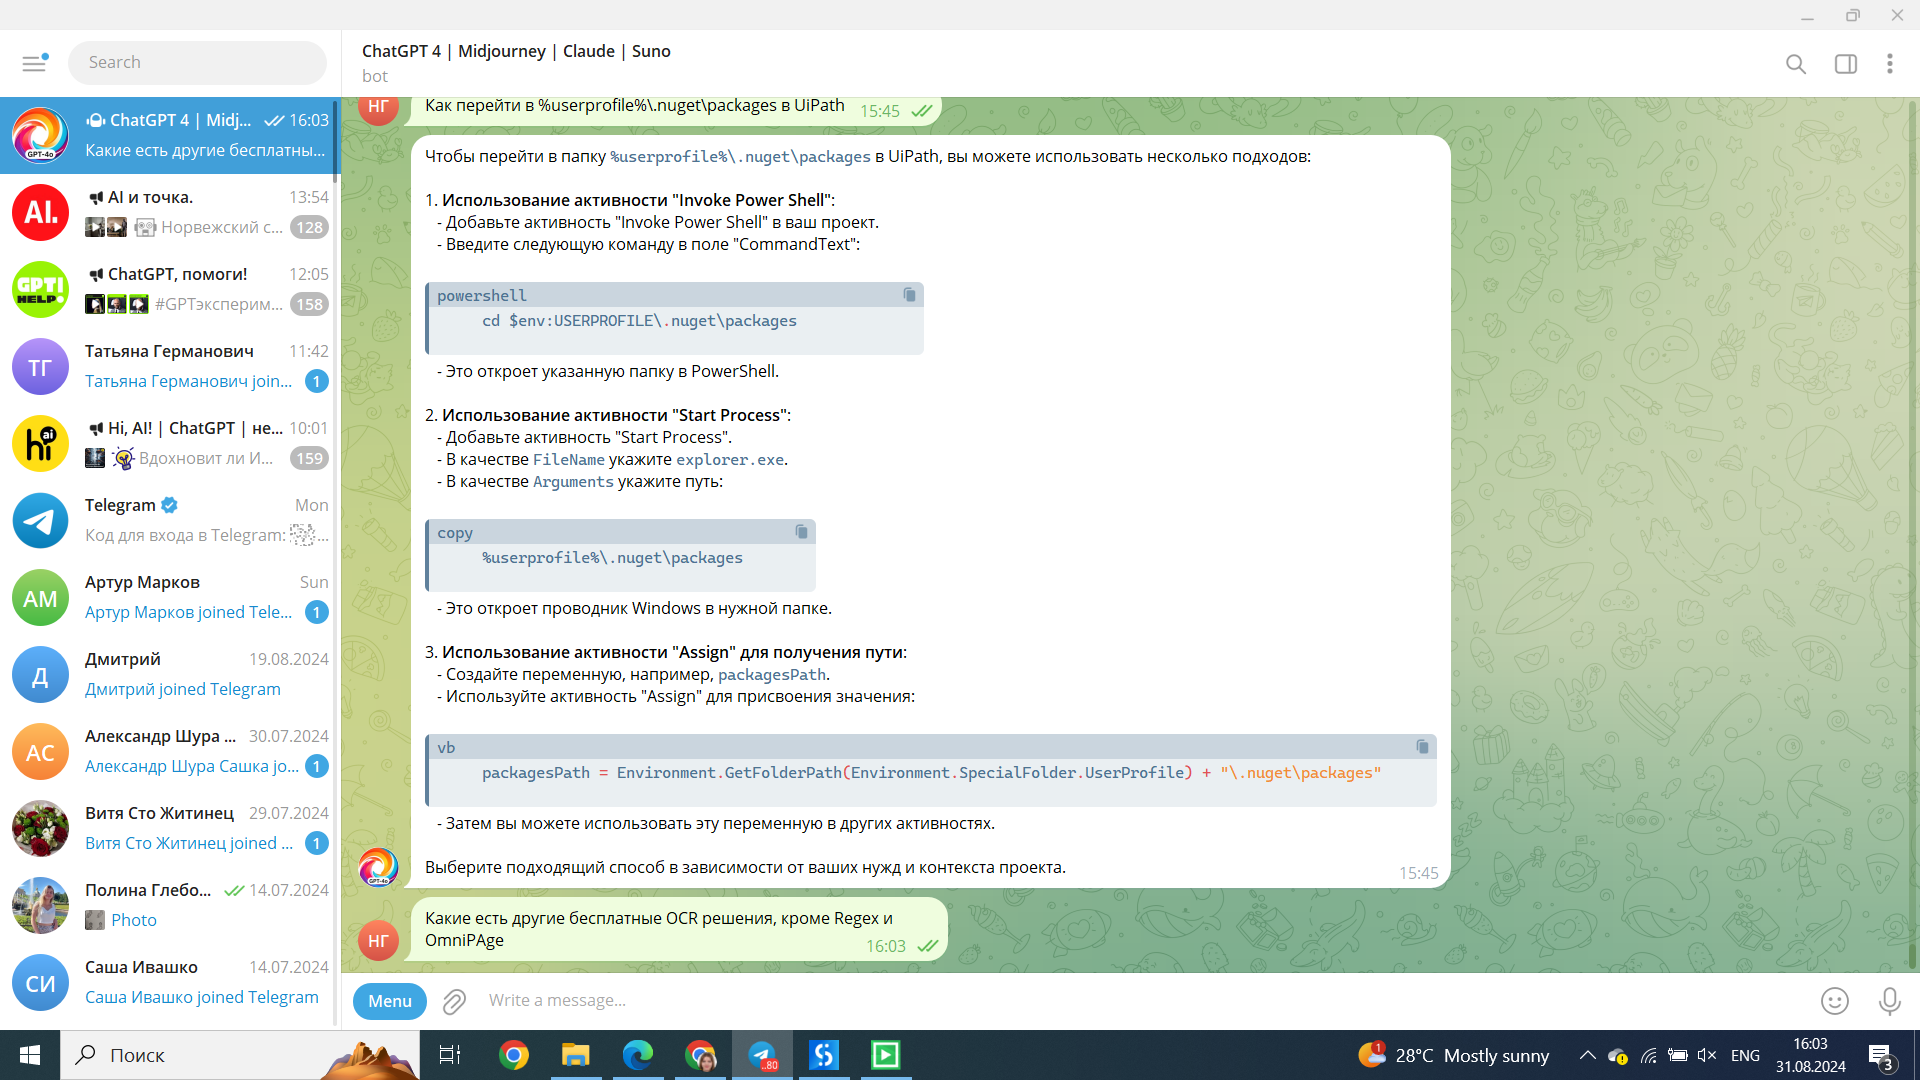 Search
ChatGPT 4 | Midj... 16:03
Какие есть другие бесплатны...
GPT-4o
AI и точка. 13:54
AI.
Норвежский с... 128
ChatGPT, помоги! 12:05
GPT! HELP!
#GPTэксперим... 158
Татьяна Германович 11:42
ТГ
Татьяна Германович join... 1
Hi, AI! | ChatGPT | не... 10:01
hi ai
Вдохновит ли И... 159
Telegram Mon
Код для входа в Telegram: ...
Артур Марков Sun
АМ
Артур Марков joined Tele... 1
Дмитрий 19.08.2024
Д
Дмитрий joined Telegram
Александр Шура ... 30.07.2024
АС
Александр Шура Сашка jo... 1
Витя Сто Житинец 29.07.2024
Витя Сто Житинец joined ... 1
Полина Глебо... 14.07.2024
Photo
Саша Ивашко 14.07.2024
СИ
Саша Ивашко joined Telegram
ChatGPT 4 | Midjourney | Claude | Suno
bot
НГ
Как перейти в %userprofile%\.nuget\packages в UiPath 15:45
Чтобы перейти в папку %userprofile%\.nuget\packages в UiPath, вы можете использовать несколько подходов:
1. Использование активности "Invoke Power Shell":
- Добавьте активность "Invoke Power Shell" в ваш проект.
- Введите следующую команду в поле "CommandText":
powershell
cd $env:USERPROFILE\.nuget\packages
- Это откроет указанную папку в PowerShell.
2. Использование активности "Start Process":
- Добавьте активность "Start Process".
- В качестве FileName укажите explorer.exe.
- В качестве Arguments укажите путь:
copy
%userprofile%\.nuget\packages
- Это откроет проводник Windows в нужной папке.
3. Использование активности "Assign" для получения пути:
- Создайте переменную, например, packagesPath.
- Используйте активность "Assign" для присвоения значения:
vb
packagesPath = Environment.GetFolderPath(Environment.SpecialFolder.UserProfile) + "\.nuget\packages"
- Затем вы можете использовать эту переменную в других активностях.
Выберите подходящий способ в зависимости от ваших нужд и контекста проекта. 15:45
GPT-4o
Какие есть другие бесплатные OCR решения, кроме Regex и
OmniPAge 16:03
НГ
Menu
Write a message...
Поиск
..80
1
28°C Mostly sunny
ENG
16:03
31.08.2024
3